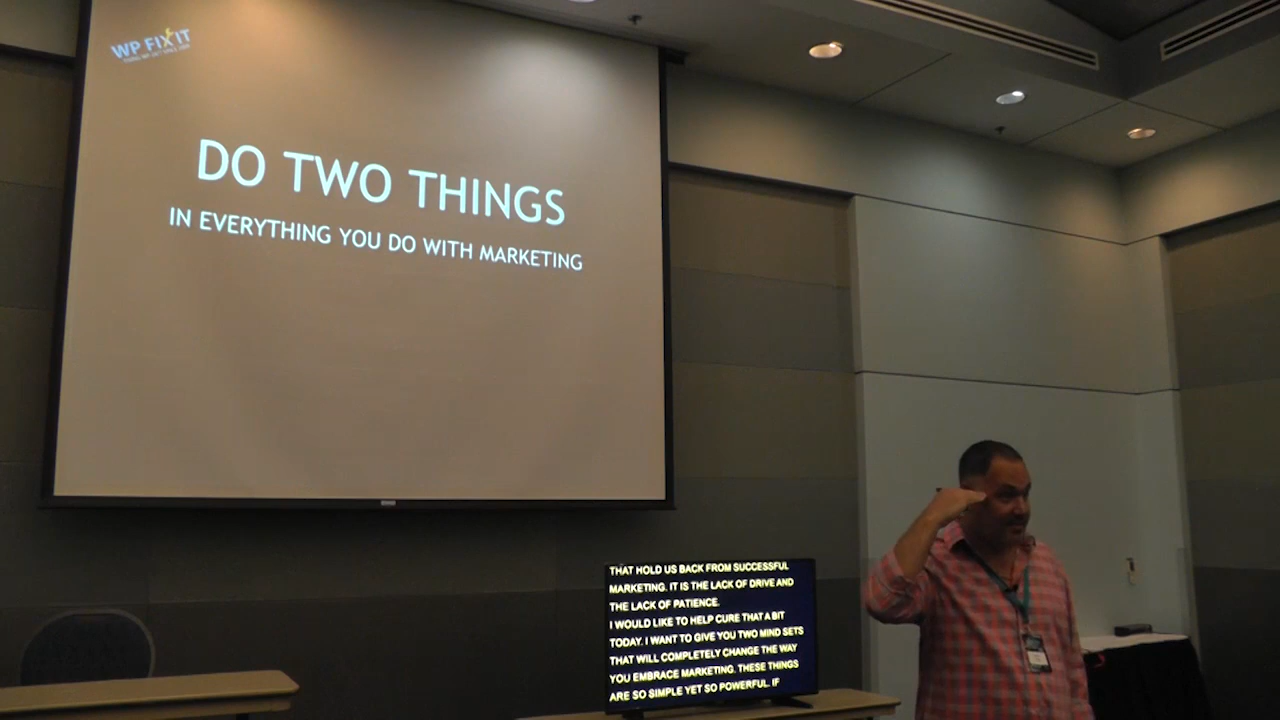 WP FIXIT
DO TWO THINGS
IN EVERYTHING YOU DO WITH MARKETING
THAT HOLD US BACK FROM SUCCESSFUL
MARKETING. IT IS THE LACK OF DRIVE AND
THE LACK OF PATIENCE.
I WOULD LIKE TO HELP CURE THAT A BIT
TODAY. I WANT TO GIVE YOU TWO MIND SETS
THAT WILL COMPLETELY CHANGE THE WAY
YOU EMBRACE MARKETING. THESE THINGS
ARE SO SIMPLE YET SO POWERFUL. IF